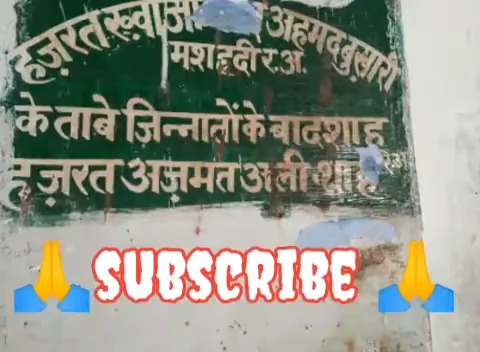 हज़रत ख़्वाजा अहमद बुख़ारी
मशहदी र.अ.
के ताबे ज़िन्नातों के बादशाह
हज़रत अज़मत अली शाह
SUBSCRIBE